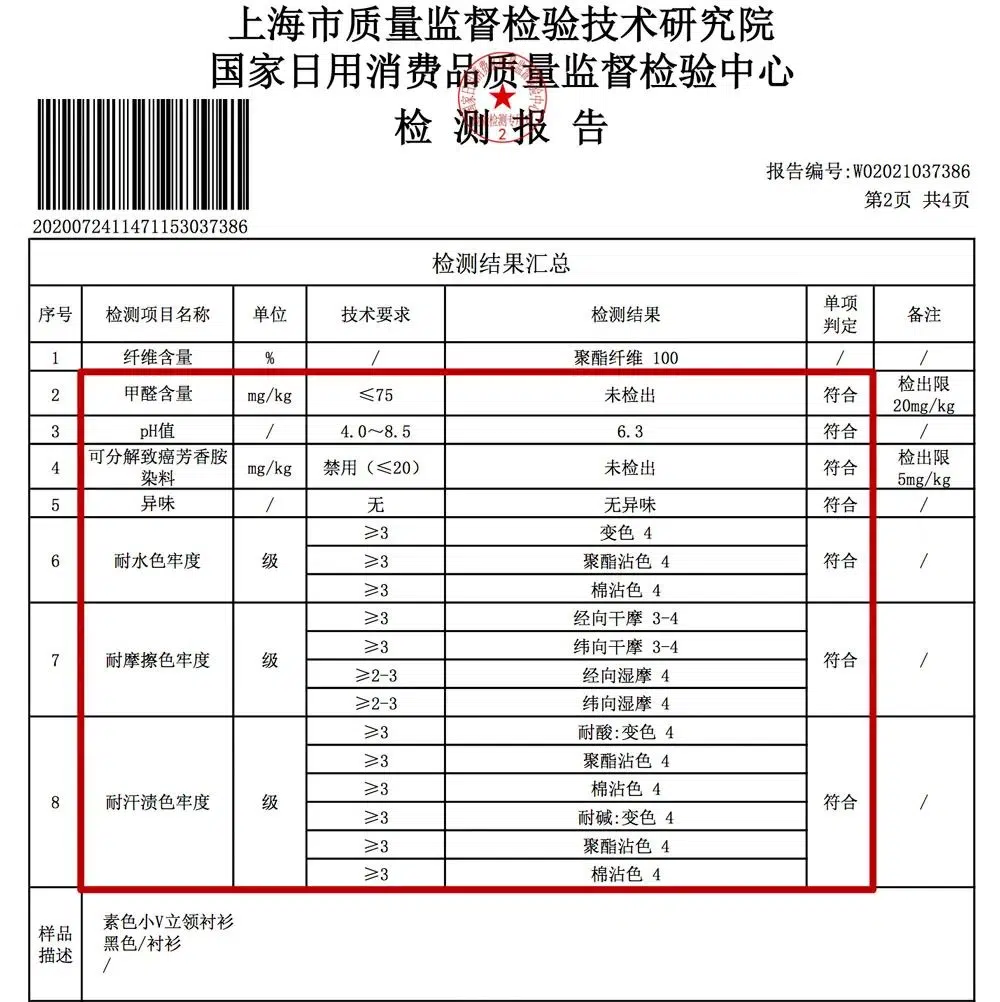 上海市质量监督检验技术研究院
国家日用消费品质量监督检验中心
检 测 报 告
2
2020072411471153037386
报告编号:W02021037386
第2页 共4页
检测结果汇总
序号 检测项目名称 单位 技术要求 检测结果 单项判定 备注
1 纤维含量 % / 聚酯纤维 100 / /
2 甲醛含量 mg/kg ≤75 未检出 符合 检出限20mg/kg
3 pH值 / 4.0～8.5 6.3 符合 /
4 可分解致癌芳香胺染料 mg/kg 禁用（≤20） 未检出 符合 检出限5mg/kg
5 异味 / 无 无异味 符合 /
6 耐水色牢度 级 ≥3 变色 4 符合 /
≥3 聚酯沾色 4
≥3 棉沾色 4
7 耐摩擦色牢度 级 ≥3 经向干摩 3-4 符合 /
≥3 纬向干摩 3-4
≥2-3 经向湿摩 4
≥2-3 纬向湿摩 4
8 耐汗渍色牢度 级 ≥3 耐酸:变色 4 符合 /
≥3 聚酯沾色 4
≥3 棉沾色 4
≥3 耐碱:变色 4
≥3 聚酯沾色 4
≥3 棉沾色 4
样品描述
素色小V立领衬衫
黑色/衬衫
/